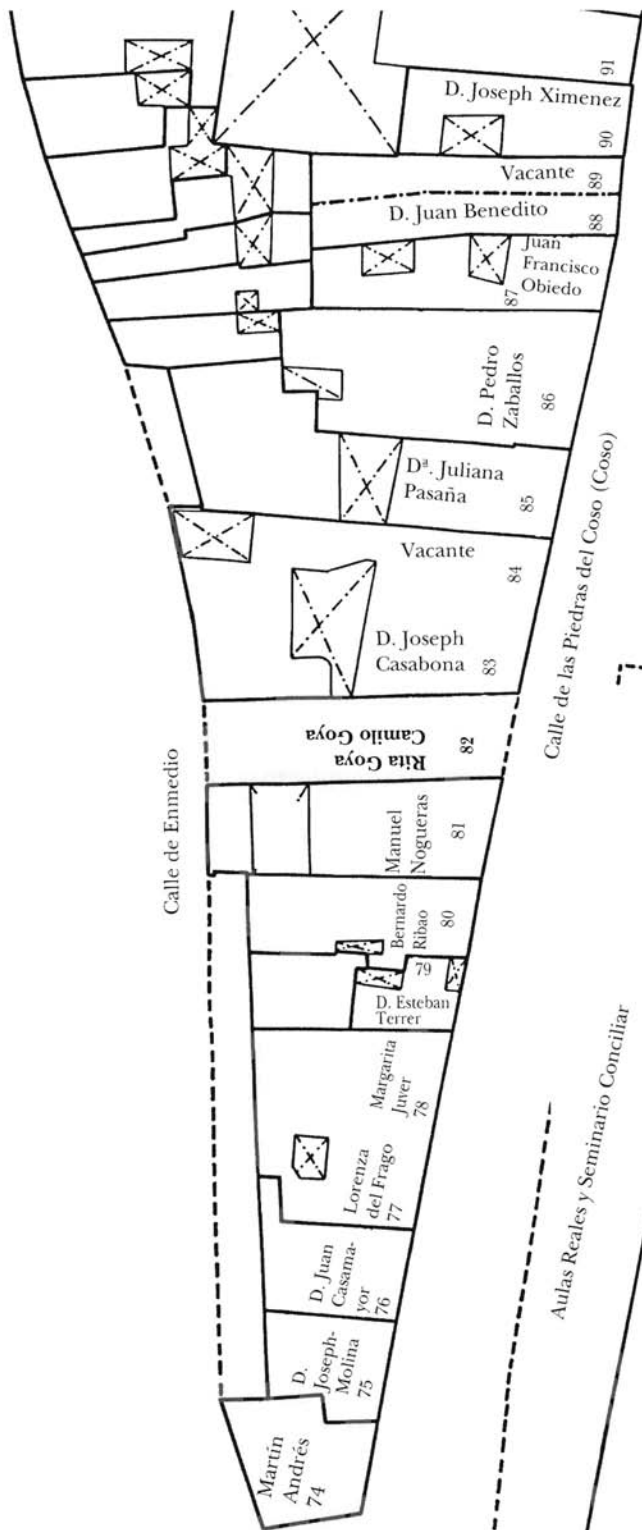 Calle de Enmedio
Martín
Andrés
74
D.
Joseph-
Molina
75
D. Juan
Casama-
yor
76
Lorenza
del Frago
77
Margarita
Juver
78
D. Esteban
Terrer
79
Bernardo
Ribao
80
Manuel
Nogueras
81
Rita Goya
Camilo Goya
82
D. Joseph
Casabona
83
Vacante
84
Dª. Juliana
Pasaña
85
D. Pedro
Zaballos
86
Juan
Francisco
Obiedo
87
D. Juan Benedito
88
Vacante
89
D. Joseph Ximenez
90
91
Calle de las Piedras del Coso (Coso)
Aulas Reales y Seminario Conciliar